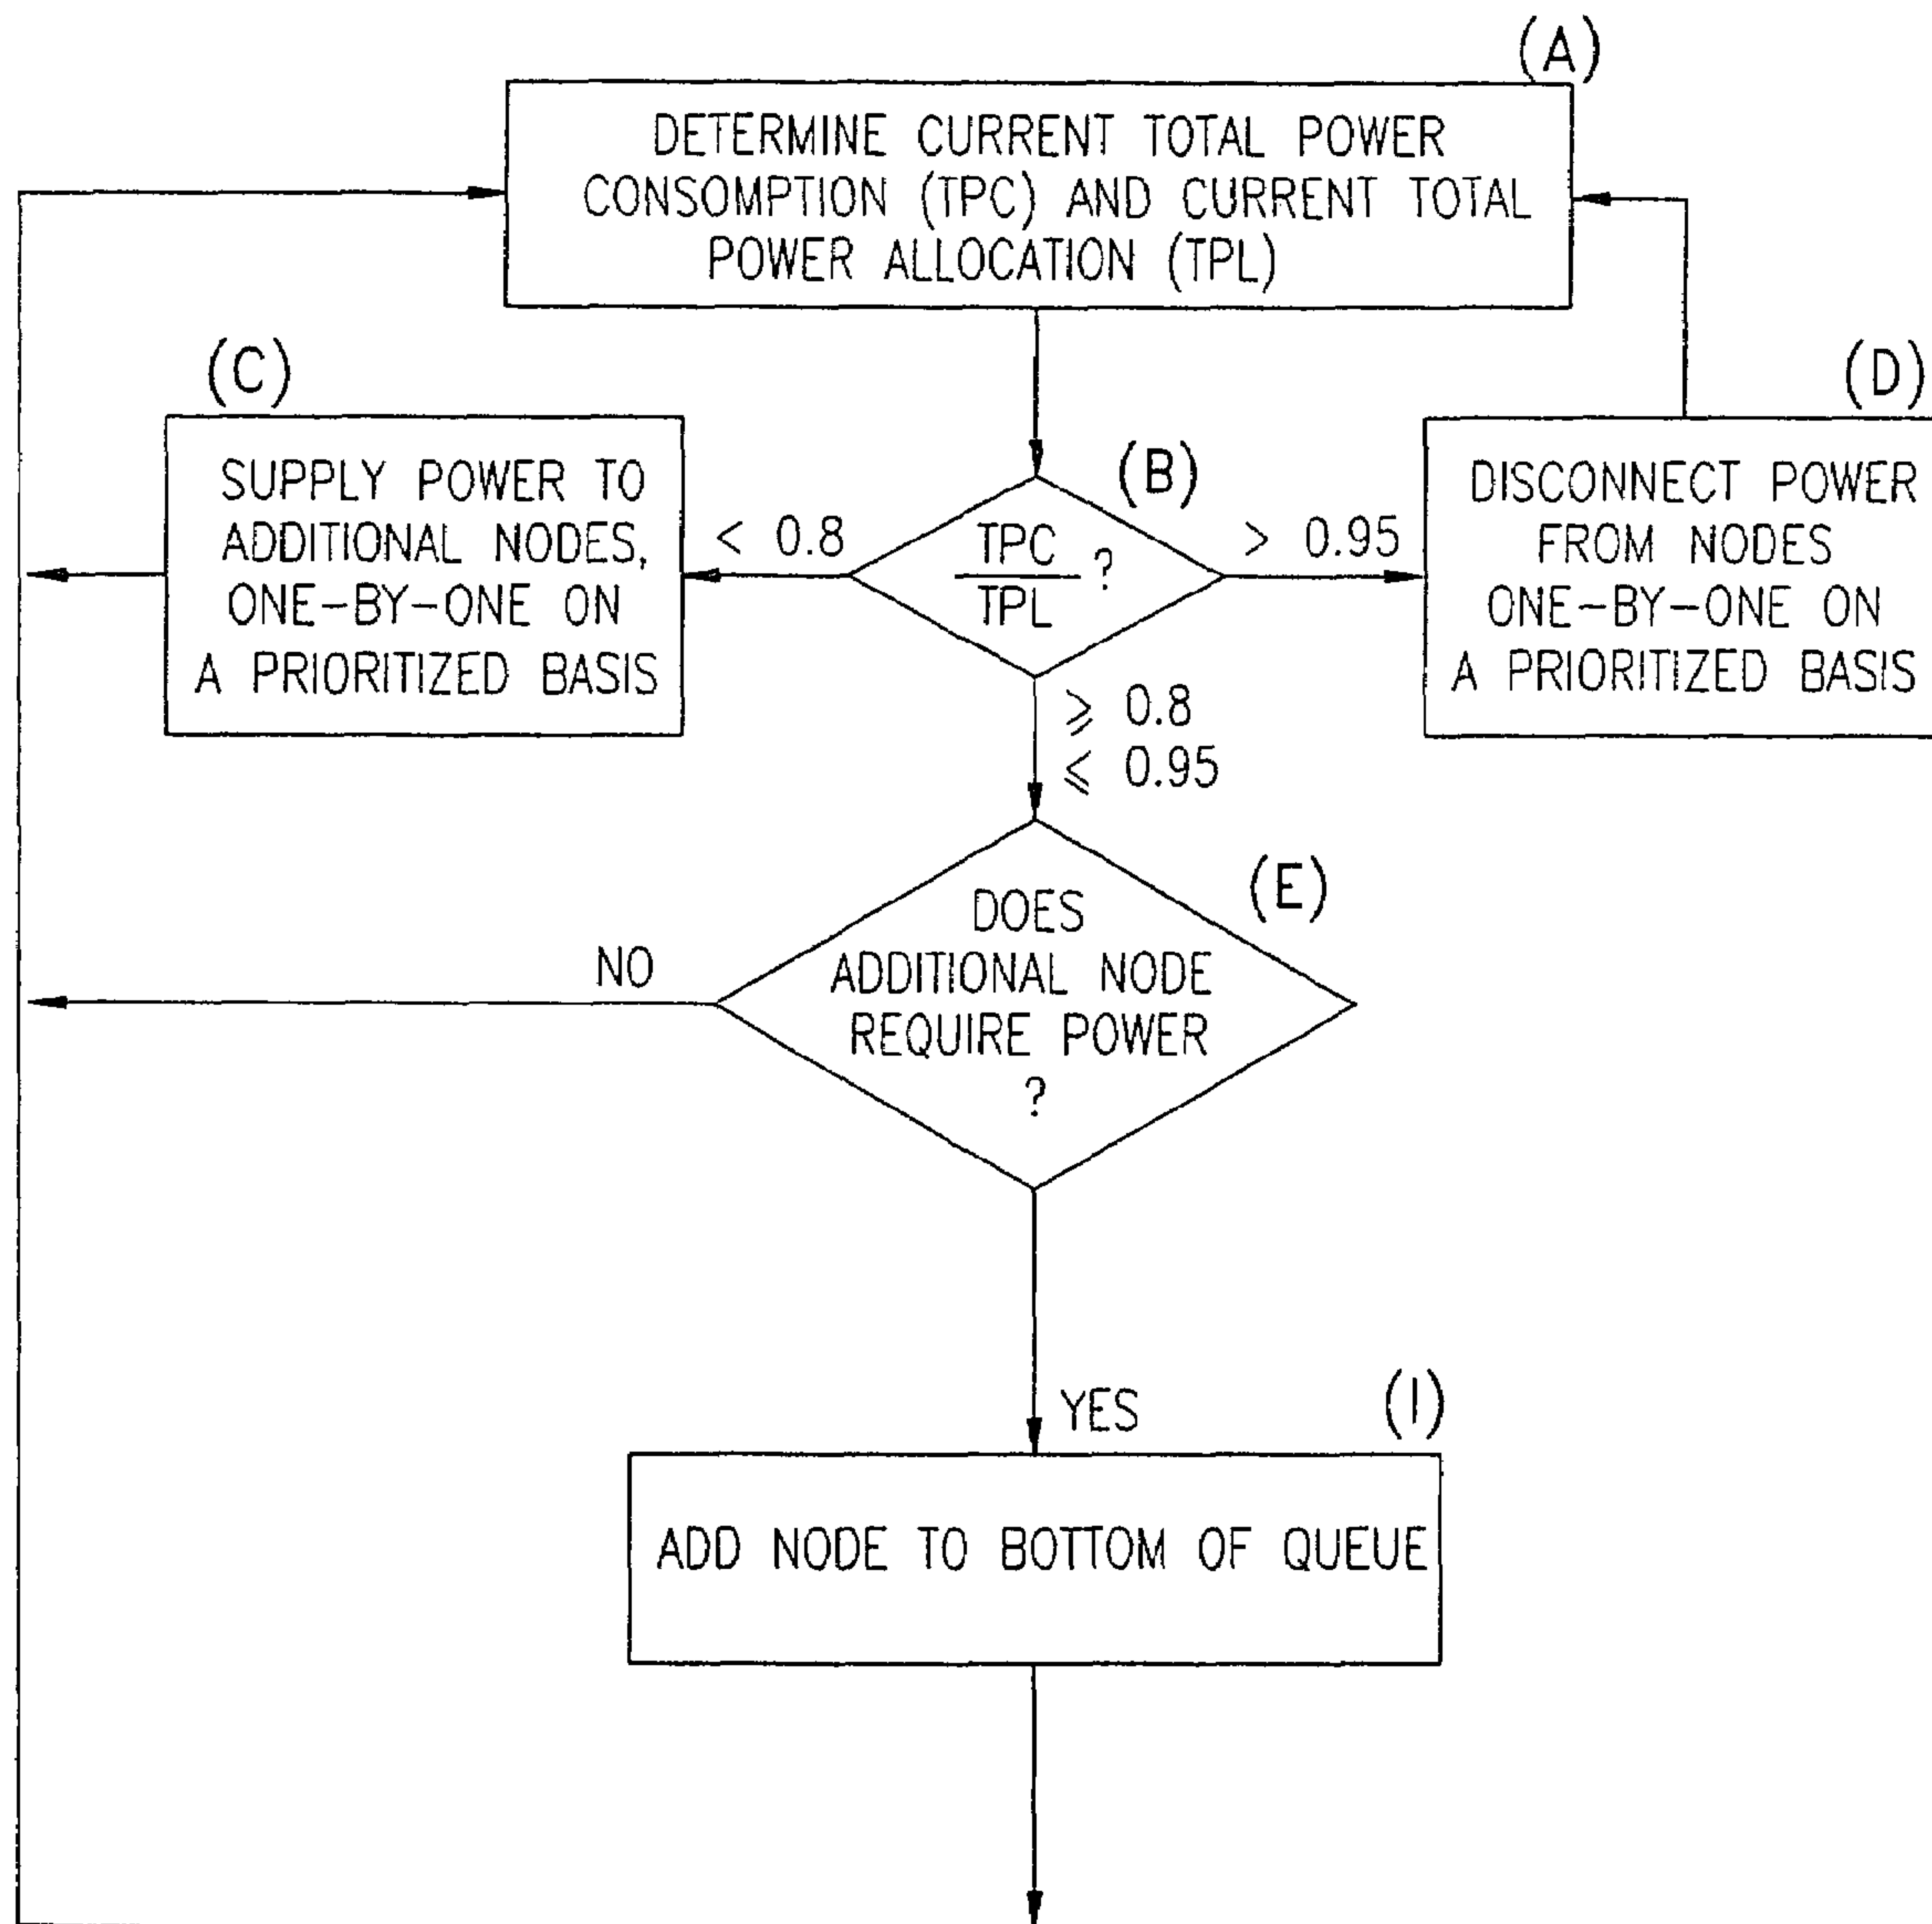 (A)
DETERMINE CURRENT TOTAL POWER
CONSOMPTION (TPC) AND CURRENT TOTAL
POWER ALLOCATION (TPL)
(C)
SUPPLY POWER TO
ADDITIONAL NODES,
ONE-BY-ONE ON
A PRIORITIZED BASIS
< 0.8
(B)
TPC
TPL
?
> 0.95
(D)
DISCONNECT POWER
FROM NODES
ONE-BY-ONE ON
A PRIORITIZED BASIS
⩾ 0.8
⩽ 0.95
(E)
DOES
ADDITIONAL NODE
REQUIRE POWER
?
NO
YES
(I)
ADD NODE TO BOTTOM OF QUEUE